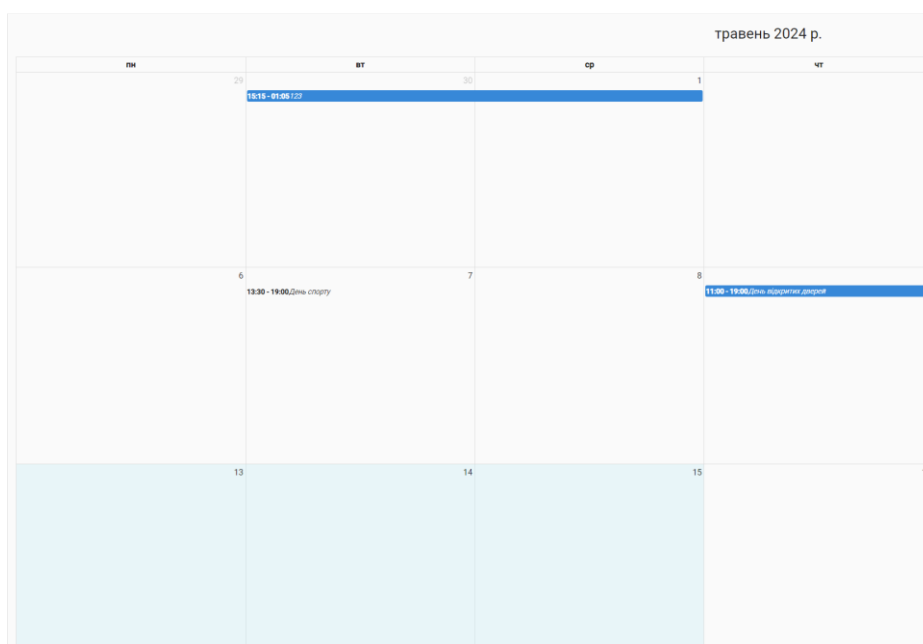 травень 2024 р.
пн вт ср чт
29 30 1
15:15 - 01:05 123
6 7 8
13:30 - 19:00,День спорту
11:00 - 19:00,День відкритих дверей
13 14 15